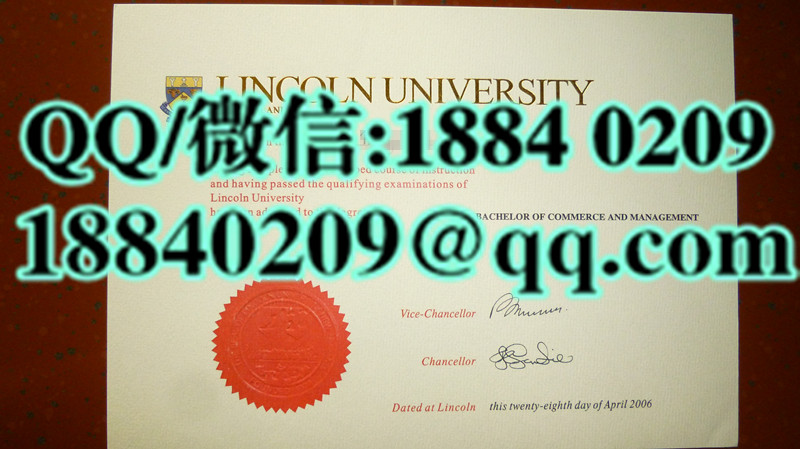 LINCOLN UNIVERSITY
QQ/微信:1884 0209
and having passed the qualifying examinations of
Lincoln University
BACHELOR OF COMMERCE AND MANAGEMENT
18840209@qq.com
Vice-Chancellor
Chancellor
Dated at Lincoln this twenty-eighth day of April 2006